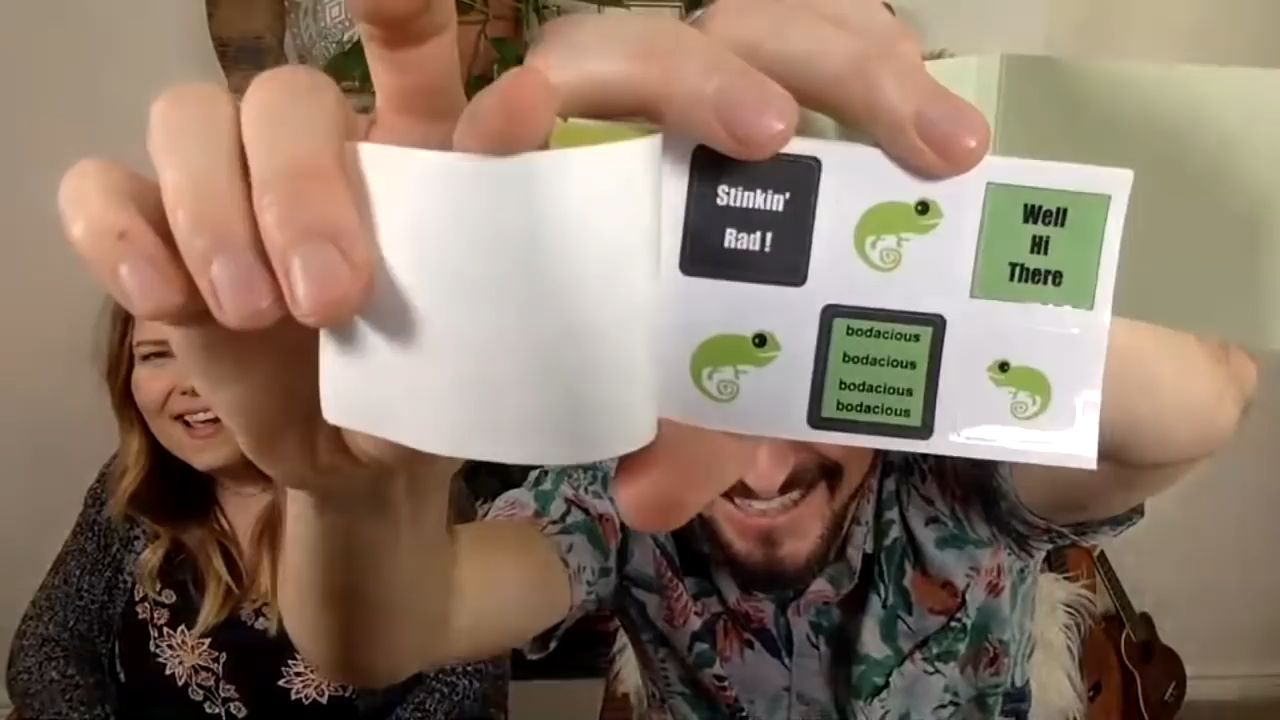 Stinkin'
Rad !
Well
Hi
There
bodacious
bodacious
bodacious
bodacious